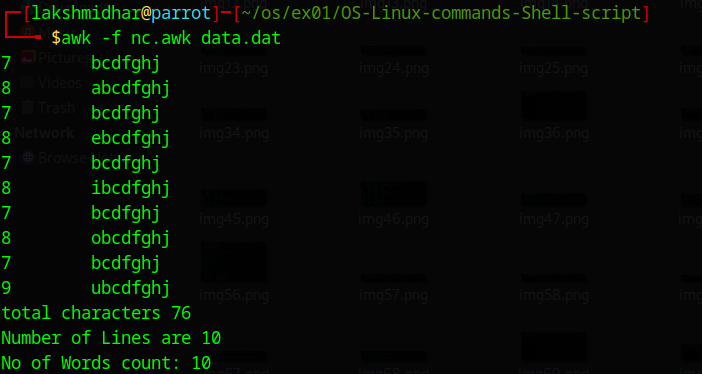 [lakshmidhar@parrot]-[~/os/ex01/OS-Linux-commands-Shell-script]
$awk -f nc.awk data.dat
7 bcdfghj
8 abcdfghj
7 bcdfghj
8 ebcdfghj
7 bcdfghj
8 ibcdfghj
7 bcdfghj
8 obcdfghj
7 bcdfghj
9 ubcdfghj
total characters 76
Number of Lines are 10
No of Words count: 10
Pictures
Videos
Trash
Network
Browse
img23.png img24.png img25.png
img34.png img35.png img36.png
img45.png img46.png img47.png
img56.png img57.png img58.png